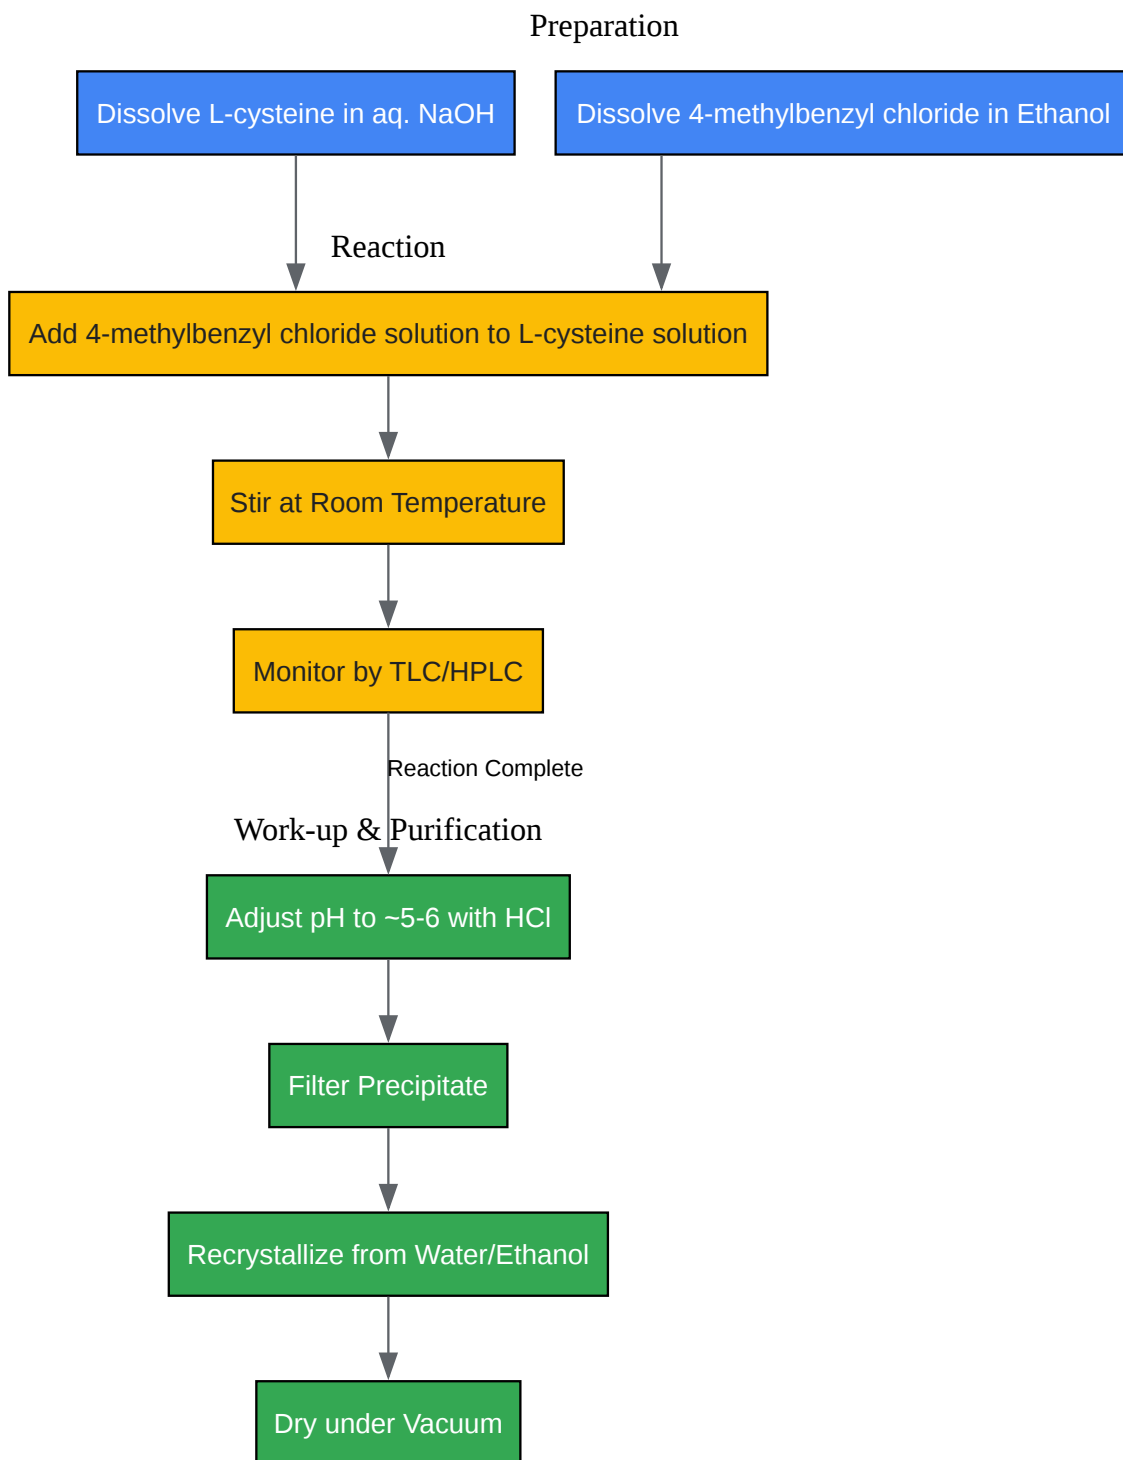 Preparation
Dissolve L-cysteine in aq. NaOH
Dissolve 4-methylbenzyl chloride in Ethanol
Reaction
Add 4-methylbenzyl chloride solution to L-cysteine solution
Stir at Room Temperature
Monitor by TLC/HPLC
Reaction Complete
Work-up & Purification
Adjust pH to ~5-6 with HCl
Filter Precipitate
Recrystallize from Water/Ethanol
Dry under Vacuum